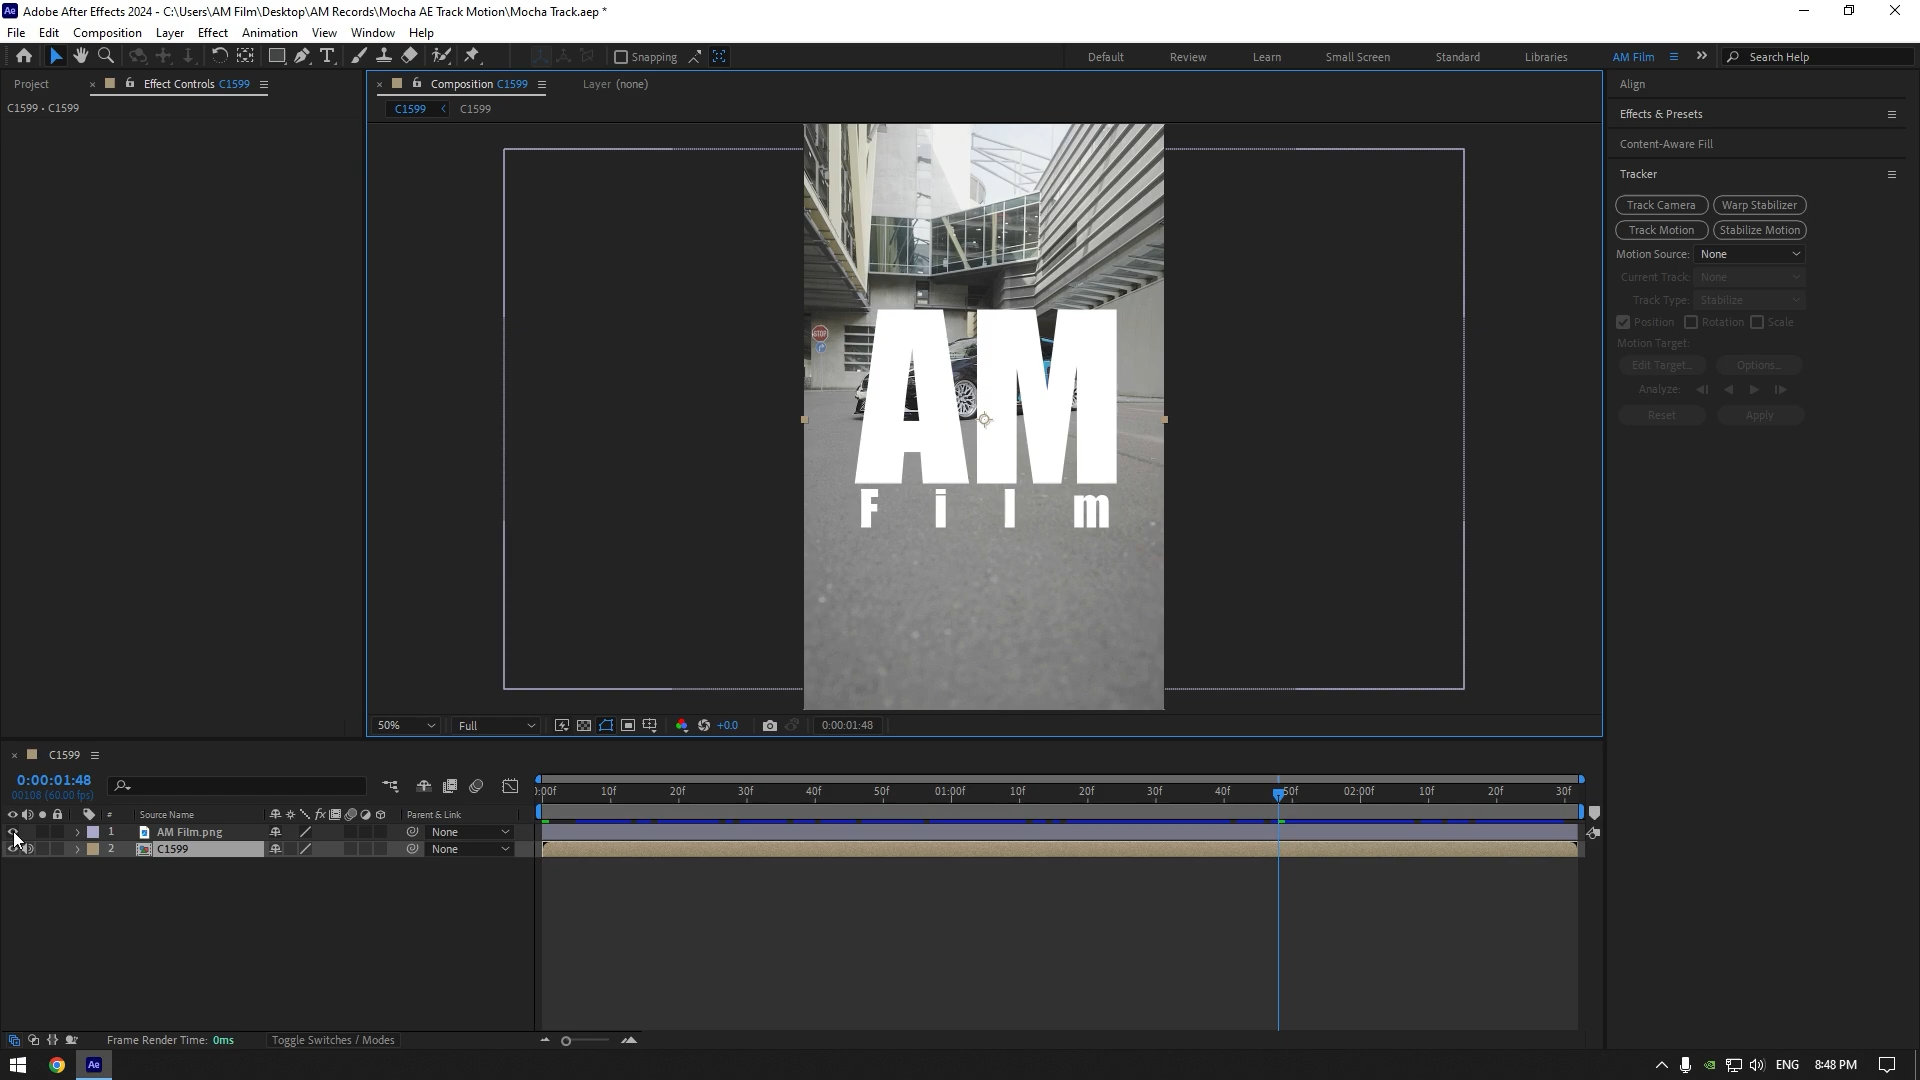 Adobe After Effects 2024 - C:\Users\AM Film\Desktop\AM Records\Mocha AE Track Motion\Mocha Track.aep *
File Edit Composition Layer Effect Animation View Window Help
Snapping Default Review Learn Small Screen Standard Libraries AM Film Search Help
Project Effect Controls C1599
C1599 • C1599
Composition C1599 Layer (none)
C1599 C1599
STOP
AM
Film
50% Full +0.0 0:00:01:48
Align
Effects & Presets
Content-Aware Fill
Tracker
Track Camera Warp Stabilizer
Track Motion Stabilize Motion
Motion Source: None
Current Track: None
Track Type: Stabilize
Position Rotation Scale
Motion Target:
Edit Target... Options...
Analyze:
Reset Apply
C1599
0:00:01:48
00108 (60.00 fps)
:00f 10f 20f 30f 40f 50f 01:00f 10f 20f 30f 40f 50f 02:00f 10f 20f 30f
# Source Name fx Parent & Link
1 AM Film.png None
2 C1599 None
Frame Render Time: 0ms Toggle Switches / Modes
Ae ENG 8:48 PM